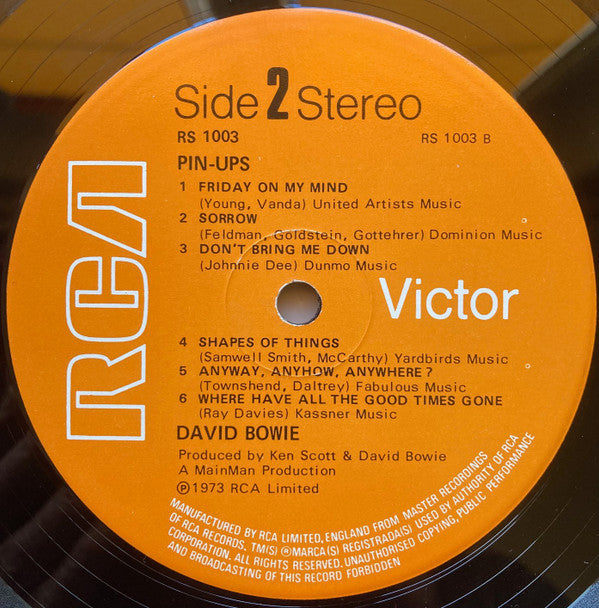 Side 2 Stereo
RS 1003
RS 1003 B
PIN-UPS
1 FRIDAY ON MY MIND
(Young, Vanda) United Artists Music
2 SORROW
(Feldman, Goldstein, Gottehrer) Dominion Music
3 DON'T BRING ME DOWN
(Johnnie Dee) Dunmo Music
RCA
Victor
4 SHAPES OF THINGS
(Samwell Smith, McCarthy) Yardbirds Music
5 ANYWAY, ANYHOW, ANYWHERE?
(Townshend, Daltrey) Fabulous Music
6 WHERE HAVE ALL THE GOOD TIMES GONE
(Ray Davies) Kassner Music
DAVID BOWIE
Produced by Ken Scott & David Bowie
A MainMan Production
℗1973 RCA Limited
MANUFACTURED BY RCA LIMITED, ENGLAND FROM MASTER RECORDINGS
OF RCA RECORDS. TM(S) ®MARCA(S) REGISTRADA(S) USED BY AUTHORITY OF RCA
CORPORATION. ALL RIGHTS RESERVED. UNAUTHORISED COPYING, PUBLIC PERFORMANCE
AND BROADCASTING OF THIS RECORD FORBIDDEN